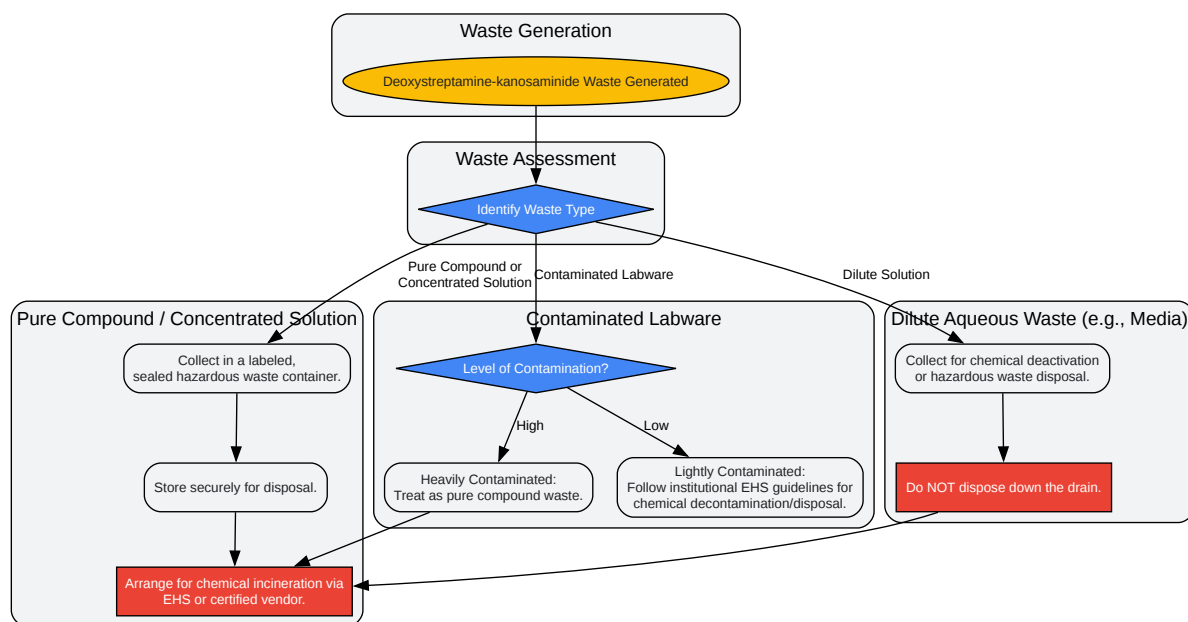 Waste Generation
Deoxystreptamine-kanosaminide Waste Generated
Waste Assessment
Identify Waste Type
Pure Compound or
Concentrated Solution
Contaminated Labware
Dilute Solution
Pure Compound / Concentrated Solution
Contaminated Labware
Dilute Aqueous Waste (e.g., Media)
Collect in a labeled,
sealed hazardous waste container.
Level of Contamination?
Collect for chemical deactivation
or hazardous waste disposal.
High
Low
Store securely for disposal.
Heavily Contaminated:
Treat as pure compound waste.
Lightly Contaminated:
Follow institutional EHS guidelines for
chemical decontamination/disposal.
Do NOT dispose down the drain.
Arrange for chemical incineration via
EHS or certified vendor.